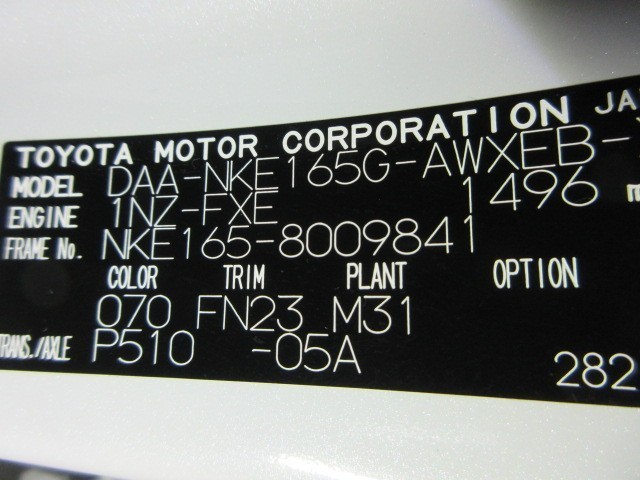 TOYOTA MOTOR CORPORATION JA
MODEL DAA-NKE165G-AWXEB-
ENGINE 1NZ-FXE 1496 m
FRAME No. NKE165-8009841
COLOR TRIM PLANT OPTION
070 FN23 M31
TRANS./AXLE P510 -05A
282